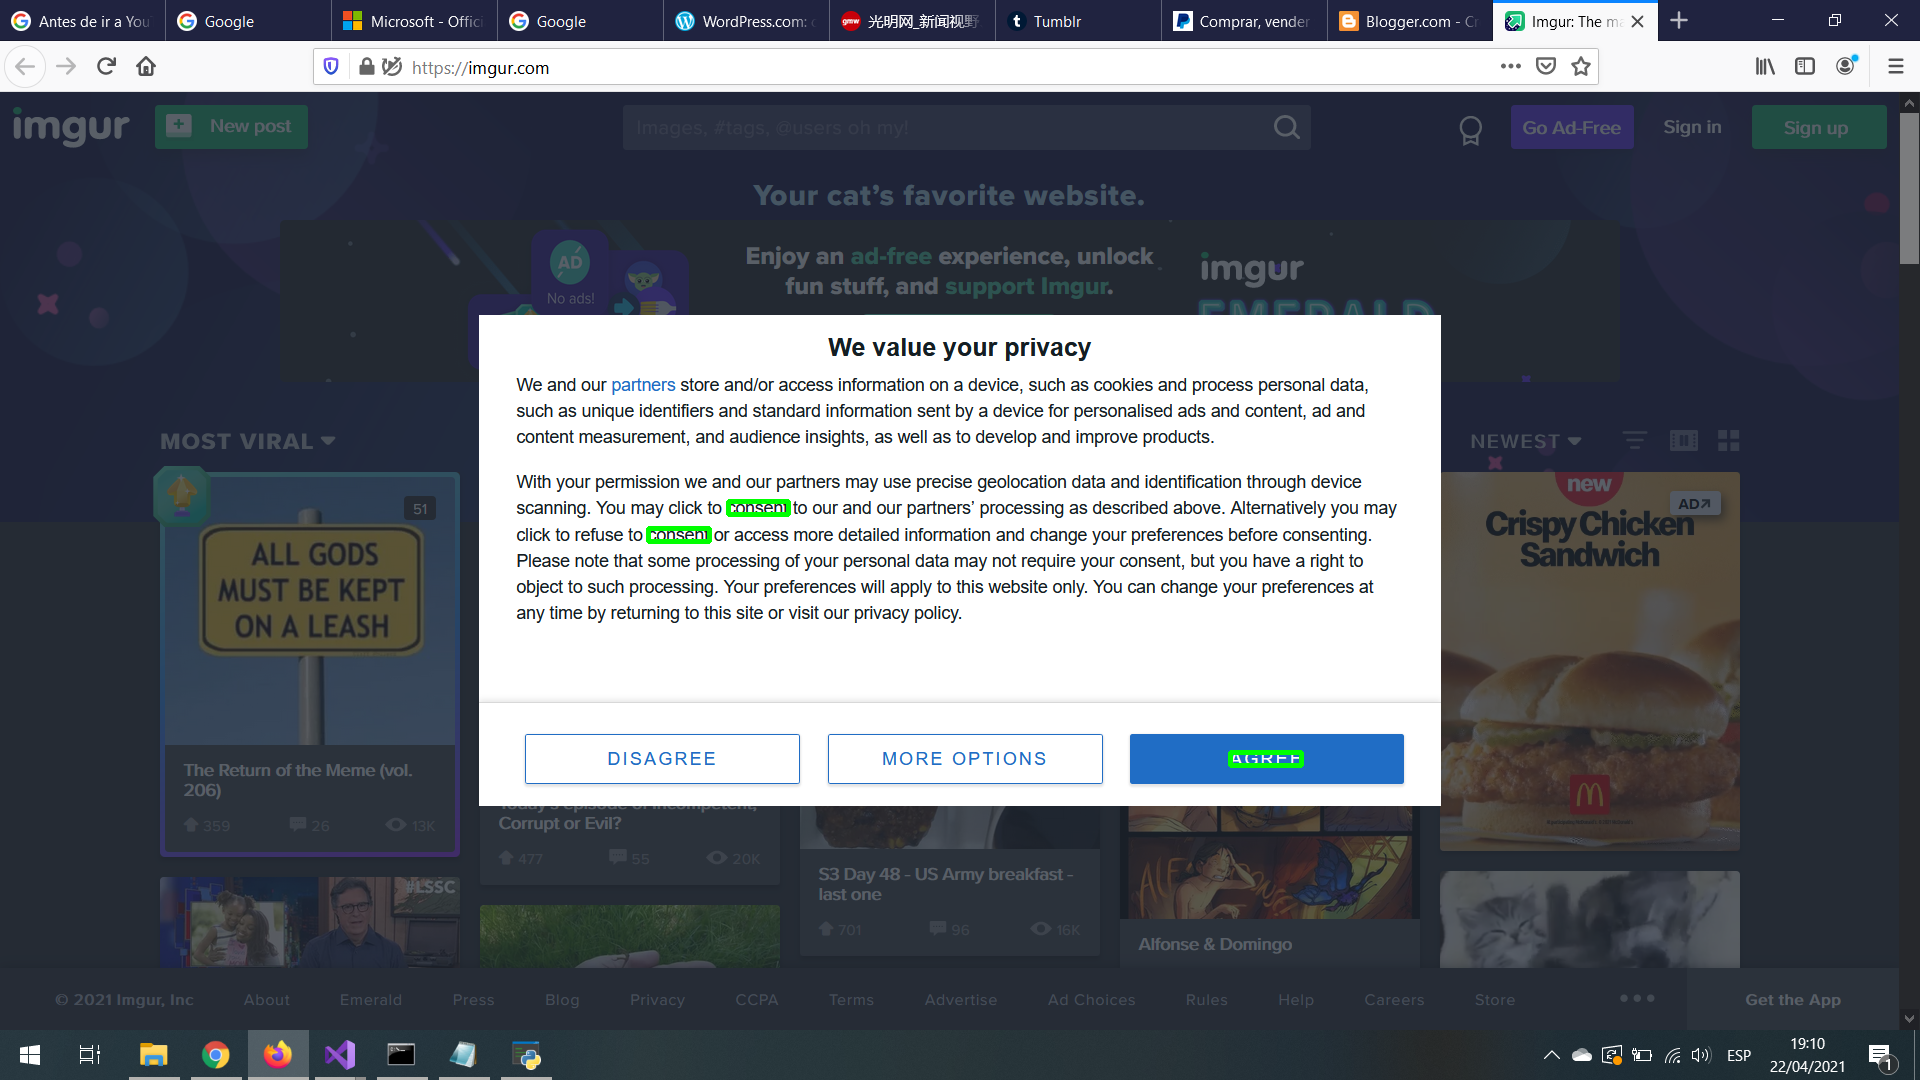 Antes de ir a You
Google
Microsoft - Offici
Google
WordPress.com: c
光明网_新闻视野
Tumblr
Comprar, vender
Blogger.com - Cr
Imgur: The ma
https://imgur.com
imgur
New post
Images, #tags, @users oh my!
Go Ad-Free
Sign in
Sign up
Your cat's favorite website.
AD
No ads!
Enjoy an ad-free experience, unlock
fun stuff, and support Imgur.
imgur
EMERALD
We value your privacy
We and our partners store and/or access information on a device, such as cookies and process personal data,
such as unique identifiers and standard information sent by a device for personalised ads and content, ad and
content measurement, and audience insights, as well as to develop and improve products.
With your permission we and our partners may use precise geolocation data and identification through device
scanning. You may click to consent to our and our partners' processing as described above. Alternatively you may
click to refuse to consent or access more detailed information and change your preferences before consenting.
Please note that some processing of your personal data may not require your consent, but you have a right to
object to such processing. Your preferences will apply to this website only. You can change your preferences at
any time by returning to this site or visit our privacy policy.
DISAGREE
MORE OPTIONS
AGREE
MOST VIRAL
NEWEST
51
ALL GODS
MUST BE KEPT
ON A LEASH
The Return of the Meme (vol.
206)
359
26
13K
Today's episode of Incompetent,
Corrupt or Evil?
477
55
20K
S3 Day 48 - US Army breakfast -
last one
701
96
16K
Alfonse & Domingo
new
AD
Crispy Chicken
Sandwich
#LSSC
© 2021 Imgur, Inc
About
Emerald
Press
Blog
Privacy
CCPA
Terms
Advertise
Ad Choices
Rules
Help
Careers
Store
Get the App
ESP
19:10
22/04/2021
1